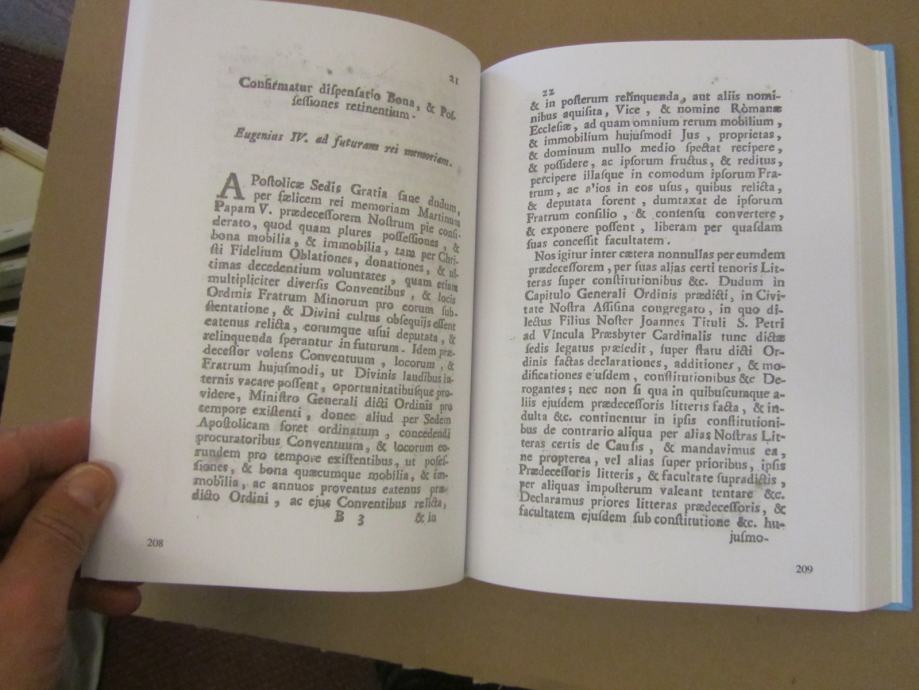 21
Confirmatur dispensatio Bona, & Pos-
sessiones retinentium.
Eugenius IV. ad futuram rei memoriam.
APostolicæ Sedis Gratia sane dudum,
per fælicem rei memoriam Martinum
Papam V. prædecessorem Nostrum pie consi-
derato, quod quam plures possessiones, &
bona mobilia, & immobilia, tam per Chri-
sti Fidelium Oblationes, donationes, & ul-
timas decedentium voluntates, quam etiam
multipliciter diversis Conventibus, & locis
Ordinis Fratrum Minorum pro eorum sub-
stentatione, & Divini cultus obsequijs essent
eatenus relicta, eorumque usui deputata, &
relinquenda sperantur in futurum. Idem præ-
decessor volens Conventuum, locorum, &
Fratrum hujusmodi, ut Divinis laudibus in-
ternis vacare possent, oportunitatibusque pro-
videre, Ministro Generali dicti Ordinis pro
tempore existenti, donec aliud per Sedem
Apostolicam foret ordinatum, concedendi
procuratoribus Conventuum, & locorum eo-
rundem pro tempore existentibus, ut posses-
siones, & bona quæcumque mobilia, & im-
mobilia, ac annuos proventus eatenus præ-
dicto Ordini, ac ejus Conventibus relicta,
B 3 & in
208
22
& in posterum relinquenda, aut aliis nomi-
nibus aquisita, Vice, & nomine Romanæ
Ecclesiæ, ad quam omnium rerum mobilium,
& immobilium hujusmodi Jus, proprietas,
& dominum nullo medio spectat recipere,
& possidere, ac ipsorum fructus, & reditus,
percipere illasque in comodum ipsorum Fra-
trum, ac alios in eos usus, quibus relicta,
& deputata forent, dumtaxat de ipsorum
Fratrum consilio, & consensu convertere,
& exponere possent, liberam per quasdam
suas concessit facultatem.
Nos igitur inter cætera nonnullas per eumdem
prædecessorem, per suas alias certi tenoris Lit-
teras super constitutionibus &c. Dudum in
Capitulo Generali Ordinis prædicti, in Civi-
tate Nostra Assisina congregato, in quo di-
lectus Filius Noster Joannes Tituli S. Petri
ad Vincula Præsbyter Cardinalis tunc dictæ
sedis legatus præsedit, super statu dicti Or-
dinis factas declarationes, additiones, & mo-
dificationes ejusdem, constitutionibus &c De-
rogantes; nec non si qua in quibuscumque a-
liis ejusdem prædecessoris litteris facta, & in-
dulta &c. continentur in ipsis constitutioni-
bus de contrario aliqua per alias Nostras Lit-
teras certis de Causis, & mandavimus ea,
ne propterea, vel alias super prioribus, ipsis
Prædecessoris litteris, & facultate supradictis,
per aliquas imposterum valeant tentare &c.
Declaramus priores litteras prædecessoris, &
facultatem ejusdem sub constitutione &c. hu-
jusmo-
209